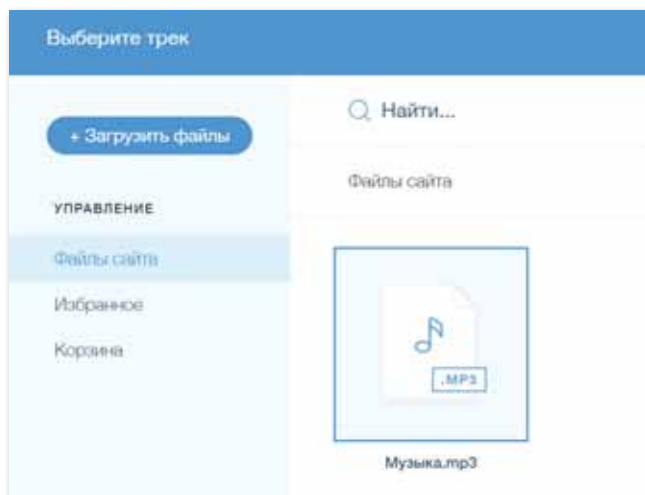 Выберите трек
+ Загрузить файлы
УПРАВЛЕНИЕ
Файлы сайта
Избранное
Корзина
Найти...
Файлы сайта
.MP3
Музыка.mp3